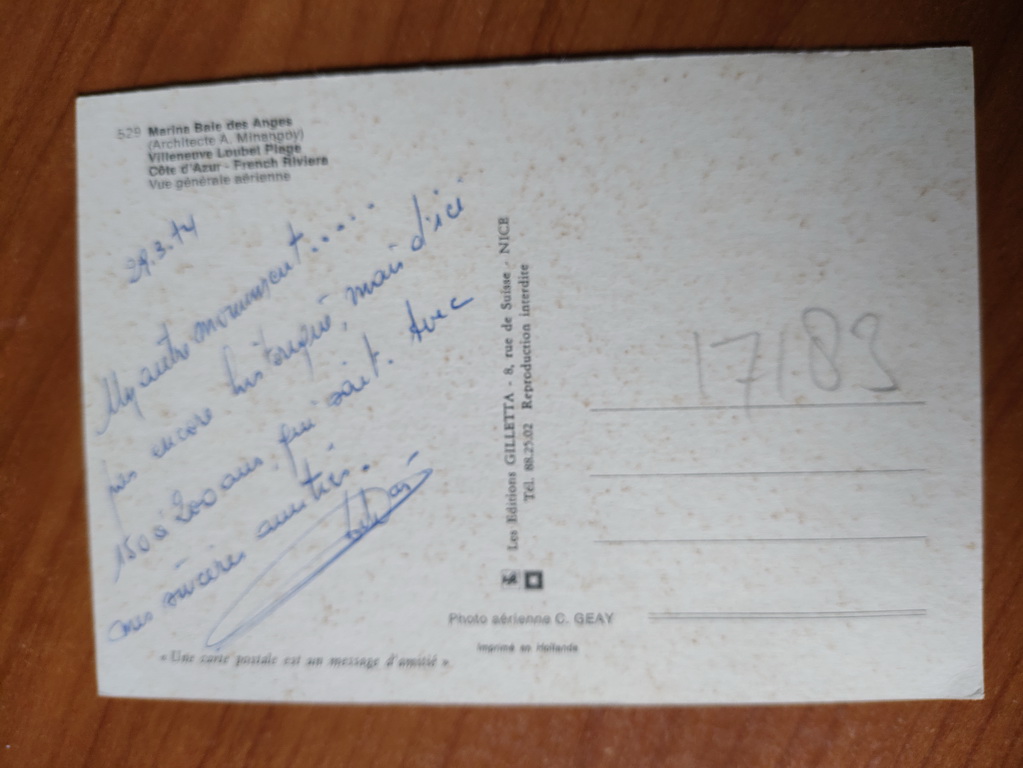 529 Marina Baie des Anges
(Architecte A. Minangoy)
Villeneuve Loubet Plage
Côte d'Azur - French Riviera
Vue générale aérienne
29.3.74
autre monument.....
pas encore historique, mais d'ici
150 à 200 ans, qui sait. Avec
mes sincères amitiés.
Les Editions GILLETTA - 8, rue de Suisse - NICE
Tél. 88.25.02 Reproduction interdite
17183
Photo aérienne C. GEAY
Imprimé en Hollande
« Une carte postale est un message d'amitié »